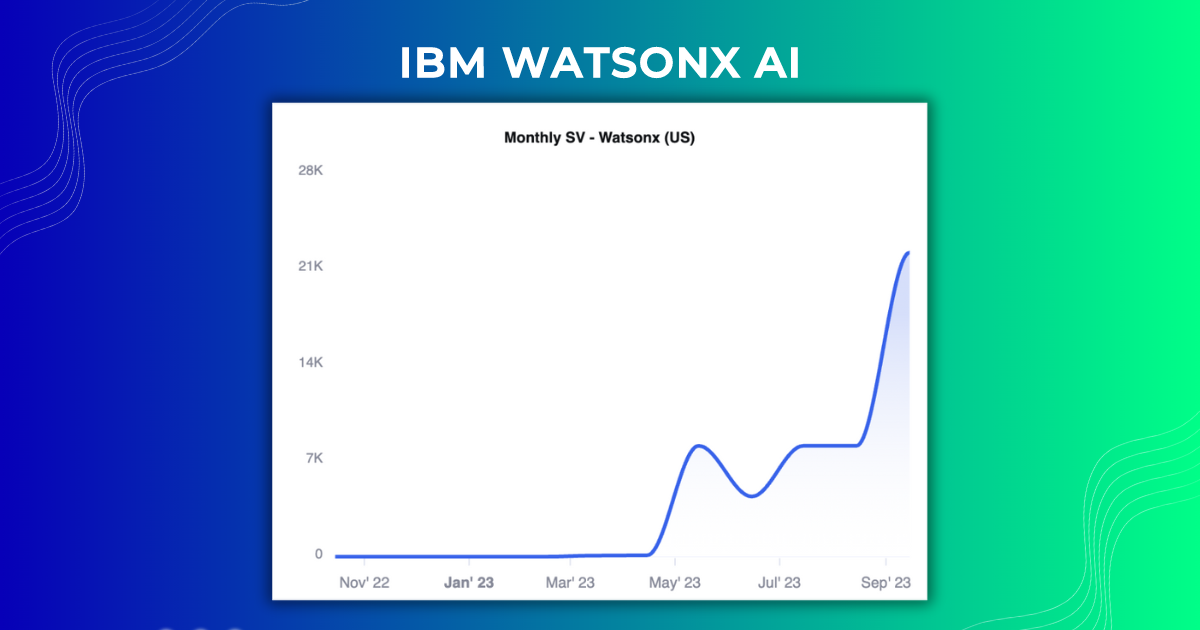 IBM WATSONX AI
Monthly SV - Watsonx (US)
28K
21K
14K
7K
0
Nov' 22 Jan' 23 Mar' 23 May' 23 Jul' 23 Sep' 23